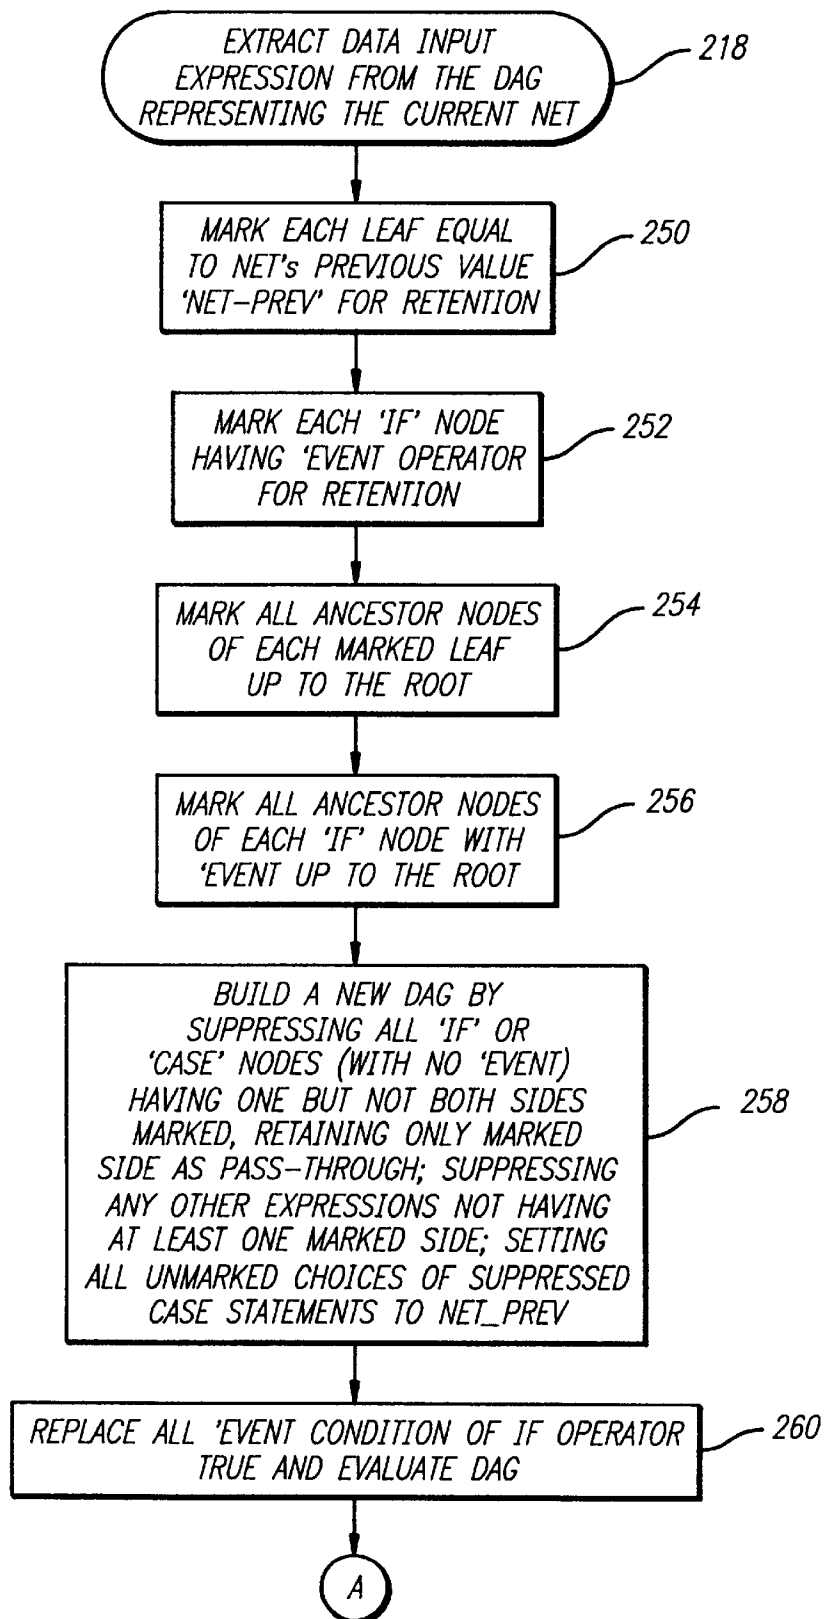 EXTRACT DATA INPUT
EXPRESSION FROM THE DAG
REPRESENTING THE CURRENT NET
218
MARK EACH LEAF EQUAL
TO NET's PREVIOUS VALUE
'NET-PREV' FOR RETENTION
250
MARK EACH 'IF' NODE
HAVING 'EVENT OPERATOR
FOR RETENTION
252
MARK ALL ANCESTOR NODES
OF EACH MARKED LEAF
UP TO THE ROOT
254
MARK ALL ANCESTOR NODES
OF EACH 'IF' NODE WITH
'EVENT UP TO THE ROOT
256
BUILD A NEW DAG BY
SUPPRESSING ALL 'IF' OR
'CASE' NODES (WITH NO 'EVENT)
HAVING ONE BUT NOT BOTH SIDES
MARKED, RETAINING ONLY MARKED
SIDE AS PASS-THROUGH; SUPPRESSING
ANY OTHER EXPRESSIONS NOT HAVING
AT LEAST ONE MARKED SIDE; SETTING
ALL UNMARKED CHOICES OF SUPPRESSED
CASE STATEMENTS TO NET_PREV
258
REPLACE ALL 'EVENT CONDITION OF IF OPERATOR
TRUE AND EVALUATE DAG
260
A